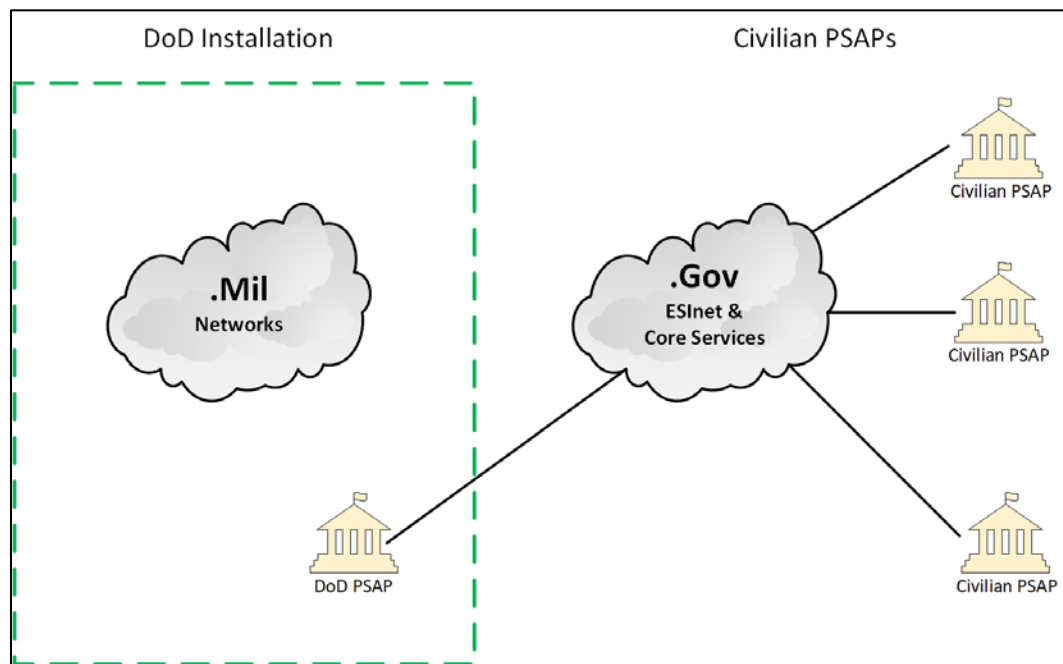 DoD Installation
Civilian PSAPs
Civilian PSAP
.Mil
Networks
.Gov
ESInet &
Core Services
Civilian PSAP
DoD PSAP
Civilian PSAP